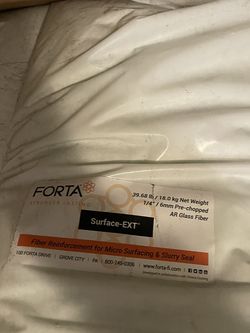 FORTA
39.68 lb / 18.0 kg Net Weight
1/4" / 6mm Pre-chopped
AR Glass Fiber
Surface-EXT
Fiber Reinforcement for Micro Surfacing & Slurry Seal
100 FORTA DRIVE | GROVE CITY | PA | 800-245-0306 | www.forta-fi.com